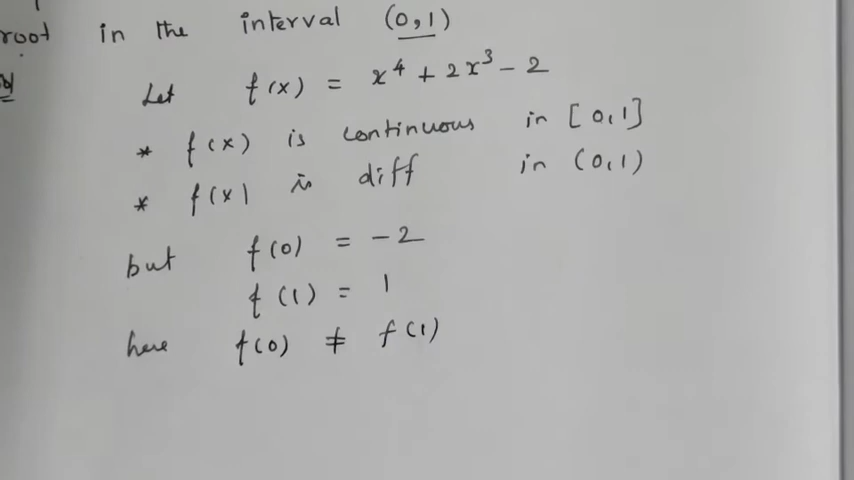 root in the interval (0,1)
Let f(x) = x⁴ + 2x³ - 2
* f(x) is continuous in [0,1]
* f(x) is diff in (0,1)
but f(0) = -2
f(1) = 1
here f(0) ≠ f(1)